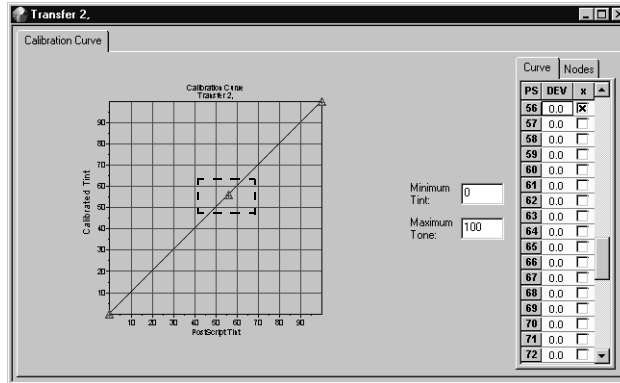 Transfer 2,
Calibration Curve
Calibration Curve
Transfer 2,
Calibrated Tint
90
80
70
60
50
40
30
20
10
10 20 30 40 50 60 70 80 90
PostScript Tint
Minimum
Tint:
0
Maximum
Tone:
100
Curve Nodes
PS DEV x
56 0.0
57 0.0
58 0.0
59 0.0
60 0.0
61 0.0
62 0.0
63 0.0
64 0.0
65 0.0
66 0.0
67 0.0
68 0.0
69 0.0
70 0.0
71 0.0
72 0.0